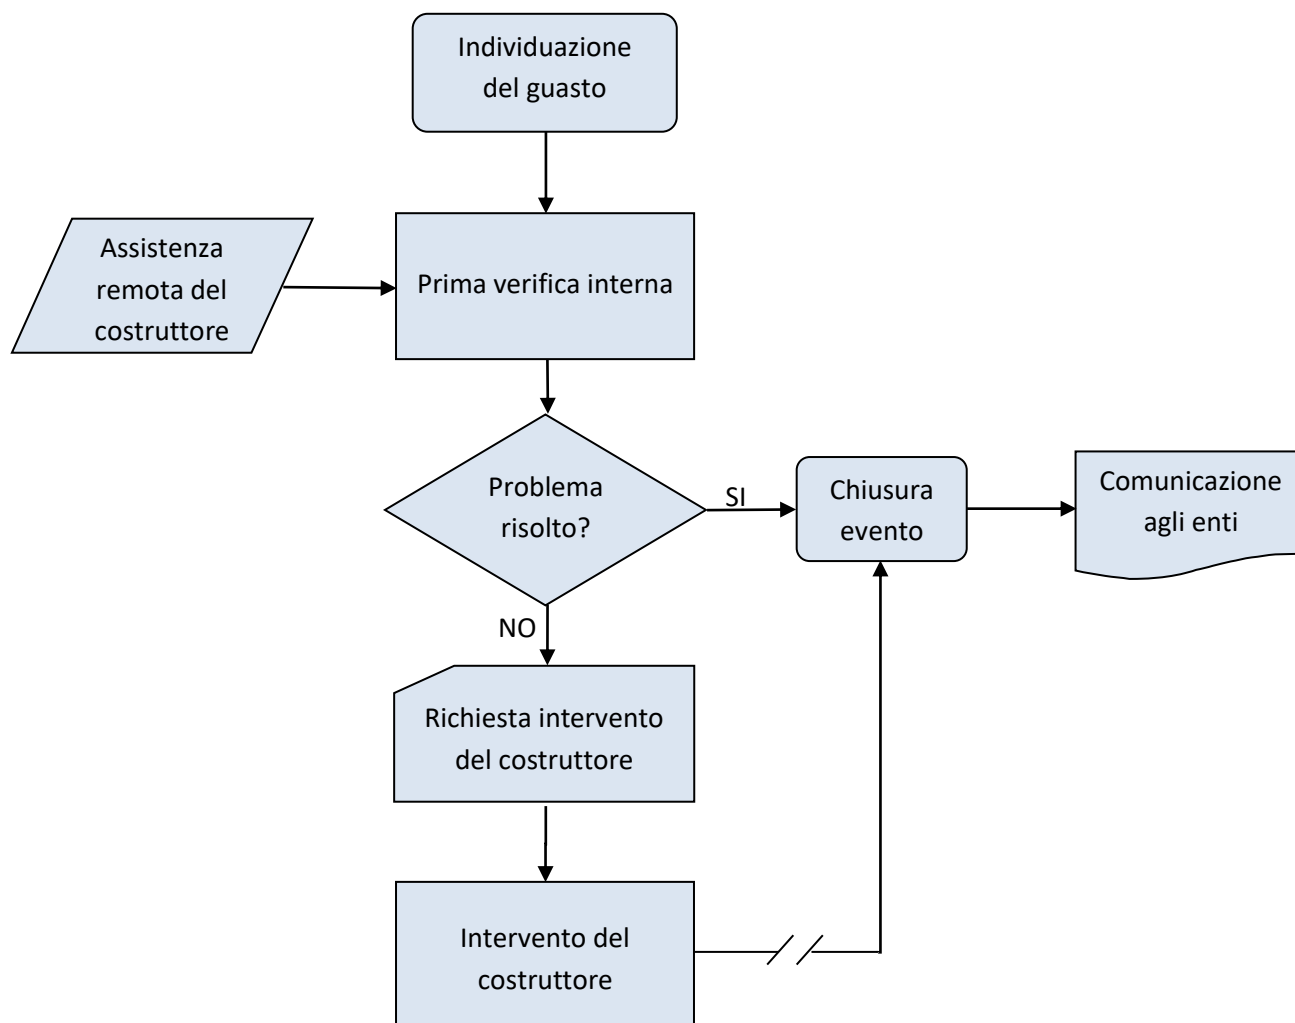 Individuazione
del guasto
Assistenza
remota del
costruttore
Prima verifica interna
Problema
risolto?
SI
Chiusura
evento
Comunicazione
agli enti
NO
Richiesta intervento
del costruttore
Intervento del
costruttore